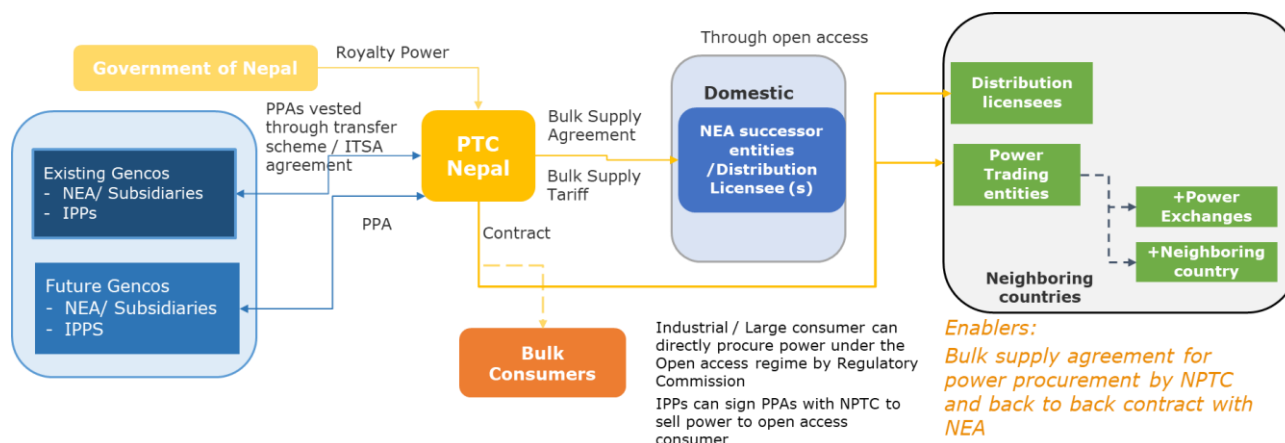 Government of Nepal
Royalty Power
PPAs vested
through transfer
scheme / ITSA
agreement
Existing Gencos
- NEA/ Subsidiaries
- IPPs
Future Gencos
- NEA/ Subsidiaries
- IPPS
PPA
PTC
Nepal
Bulk Supply
Agreement
Bulk Supply
Tariff
Contract
Bulk
Consumers
Through open access
Domestic
NEA successor
entities
/Distribution
Licensee (s)
Distribution
licensees
Power
Trading
entities
+Power
Exchanges
+Neighboring
country
Neighboring
countries
Industrial / Large consumer can
directly procure power under the
Open access regime by Regulatory
Commission
IPPs can sign PPAs with NPTC to
sell power to open access
consumer
Enablers:
Bulk supply agreement for
power procurement by NPTC
and back to back contract with
NEA